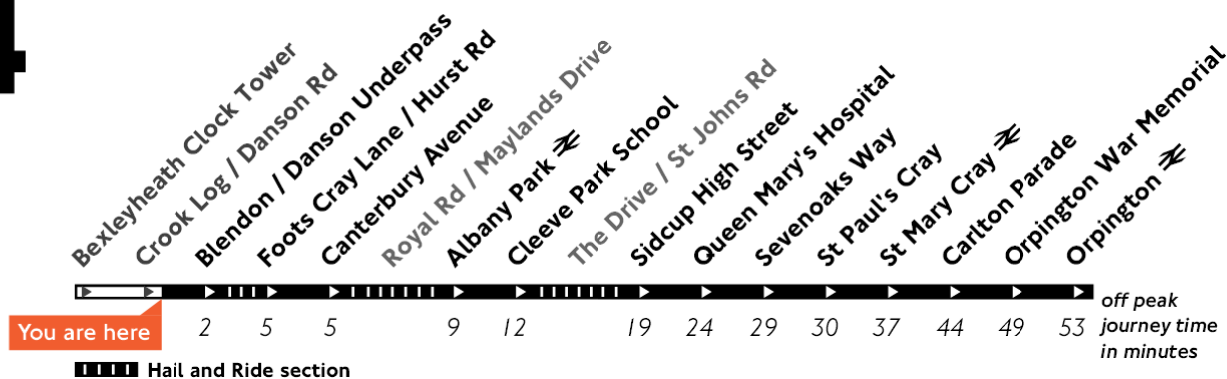 4
Bexleyheath Clock Tower
Crook Log / Danson Rd
Blendon / Danson Underpass
Foots Cray Lane / Hurst Rd
Canterbury Avenue
Royal Rd / Maylands Drive
Albany Park
Cleeve Park School
The Drive / St Johns Rd
Sidcup High Street
Queen Mary's Hospital
Sevenoaks Way
St Paul's Cray
St Mary Cray
Carlton Parade
Orpington War Memorial
Orpington
You are here
2 5 5 9 12 19 24 29 30 37 44 49 53
off peak
journey time
in minutes
Hail and Ride section